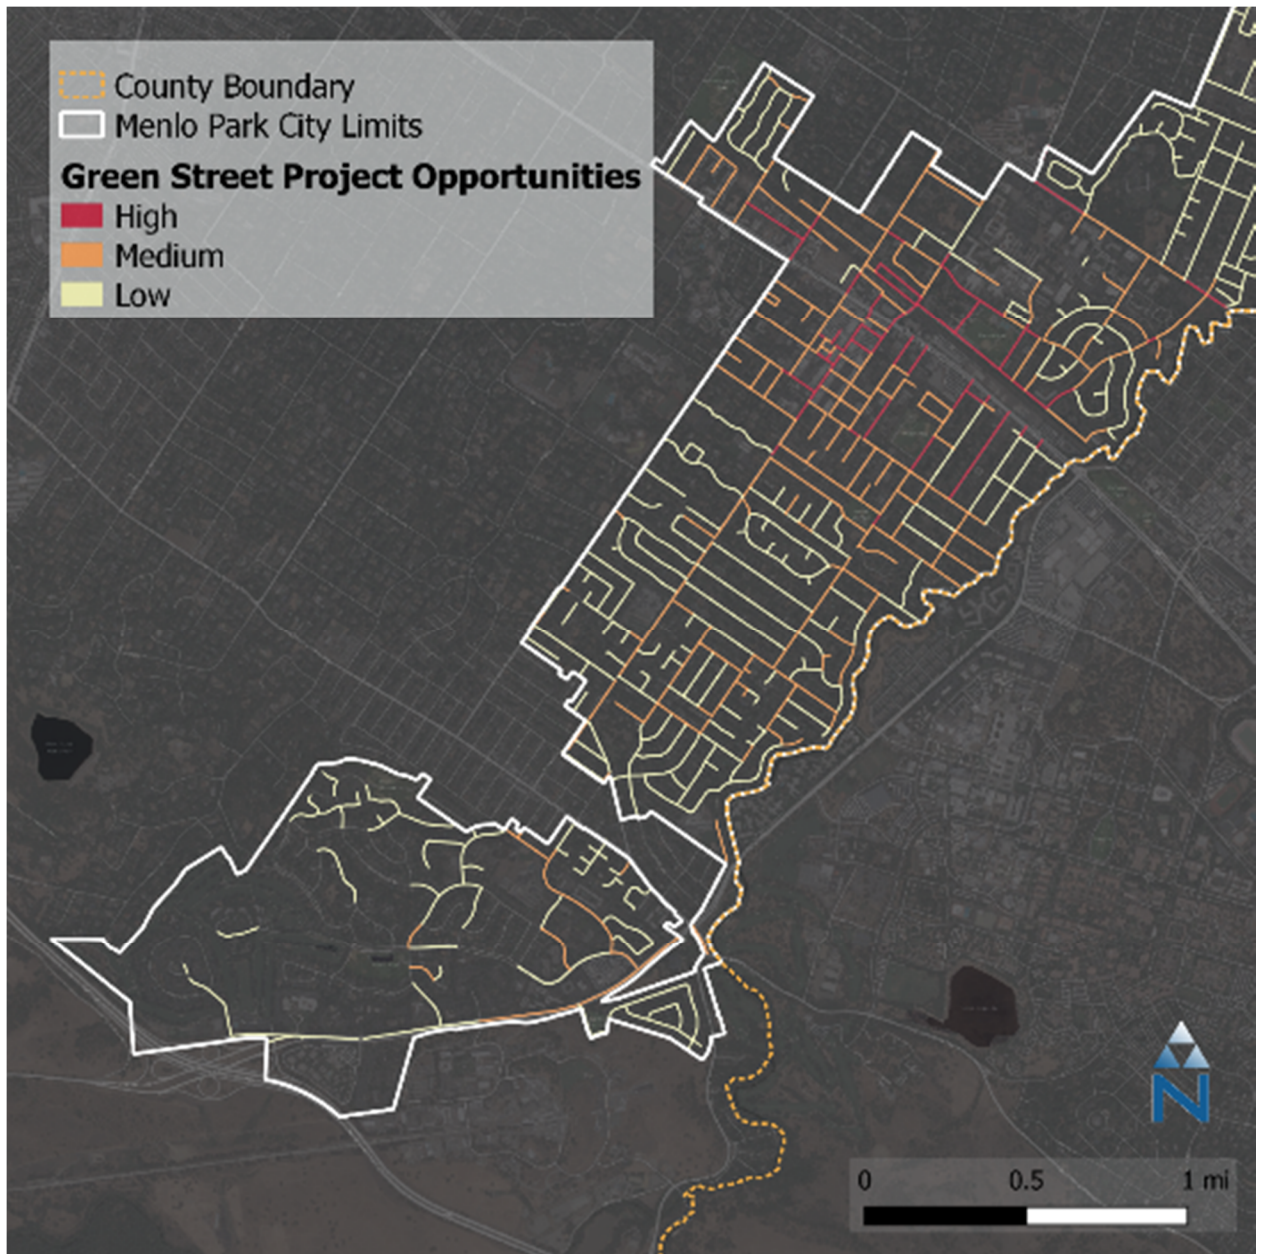 County Boundary
Menlo Park City Limits
Green Street Project Opportunities
High
Medium
Low
N
0 0.5 1 mi